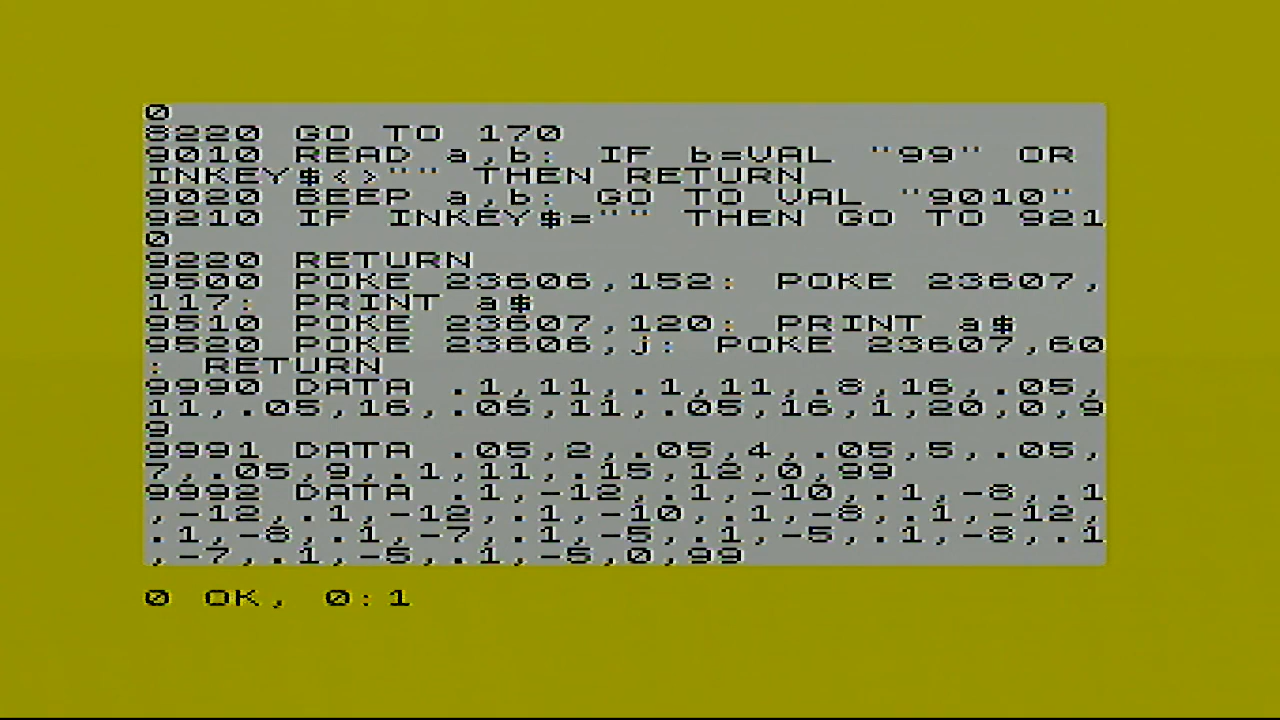 0
8220 GO TO 170
9010 READ a,b: IF b=VAL "99" OR
INKEY$<>"" THEN RETURN
9020 BEEP a,b: GO TO VAL "9010"
9210 IF INKEY$="" THEN GO TO 921
0
9220 RETURN
9500 POKE 23606,152: POKE 23607,
117: PRINT a$
9510 POKE 23607,120: PRINT a$
9520 POKE 23606,j: POKE 23607,60
: RETURN
9990 DATA .1,11,.1,11,.8,16,.05,
11,.05,16,.05,11,.05,16,1,20,0,9
9
9991 DATA .05,2,.05,4,.05,5,.05,
7,.05,9,.1,11,.15,12,0,99
9992 DATA .1,-12,.1,-10,.1,-8,.1
,-12,.1,-12,.1,-10,.1,-8,.1,-12,
.1,-8,.1,-7,.1,-5,.1,-5,.1,-8,.1
,-7,.1,-5,.1,-5,0,99
0 OK, 0:1